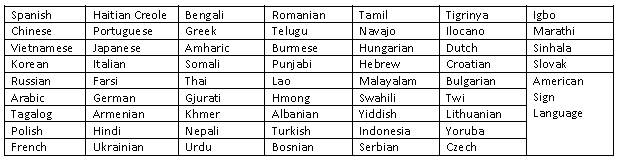 Spanish Haitian Creole Bengali Romanian Tamil Tigrinya Igbo
Chinese Portuguese Greek Telugu Navajo Ilocano Marathi
Vietnamese Japanese Amharic Burmese Hungarian Dutch Sinhala
Korean Italian Somali Punjabi Hebrew Croatian Slovak
Russian Farsi Thai Lao Malayalam Bulgarian American
Arabic German Gjurati Hmong Swahili Twi Sign
Tagalog Armenian Khmer Albanian Yiddish Lithuanian Language
Polish Hindi Nepali Turkish Indonesia Yoruba
French Ukrainian Urdu Bosnian Serbian Czech